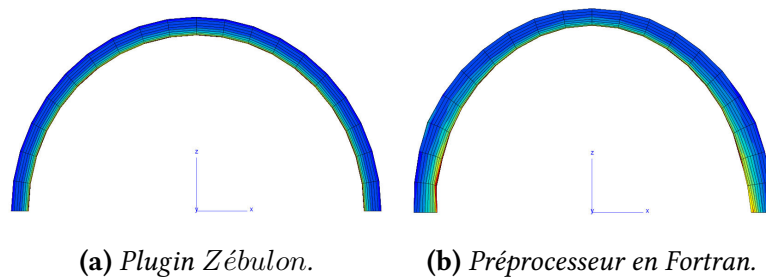 z
y
x
z
y
x
(a) Plugin Zébulon.
(b) Préprocesseur en Fortran.